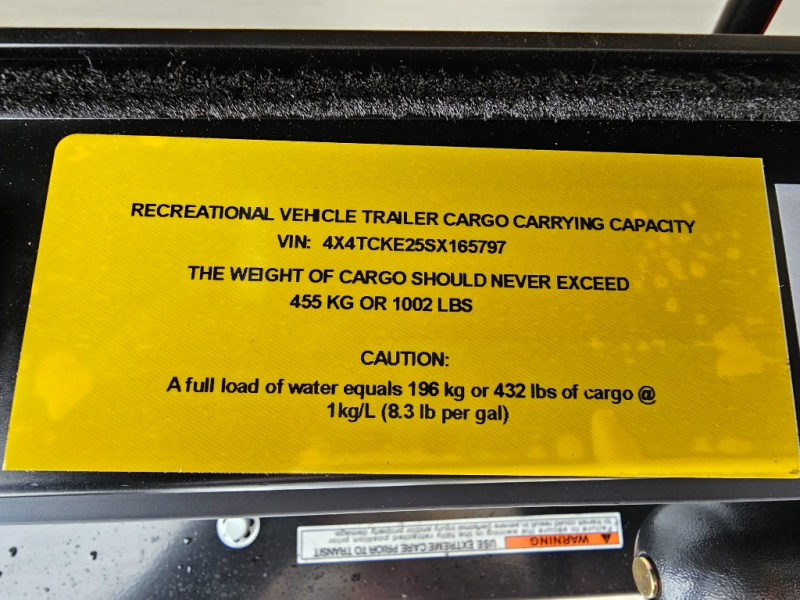 RECREATIONAL VEHICLE TRAILER CARGO CARRYING CAPACITY
VIN: 4X4TCKE25SX165797
THE WEIGHT OF CARGO SHOULD NEVER EXCEED
455 KG OR 1002 LBS
CAUTION:
A full load of water equals 196 kg or 432 lbs of cargo @
1kg/L (8.3 lb per gal)
WARNING
USE EXTREME CARE PRIOR TO TRANSIT